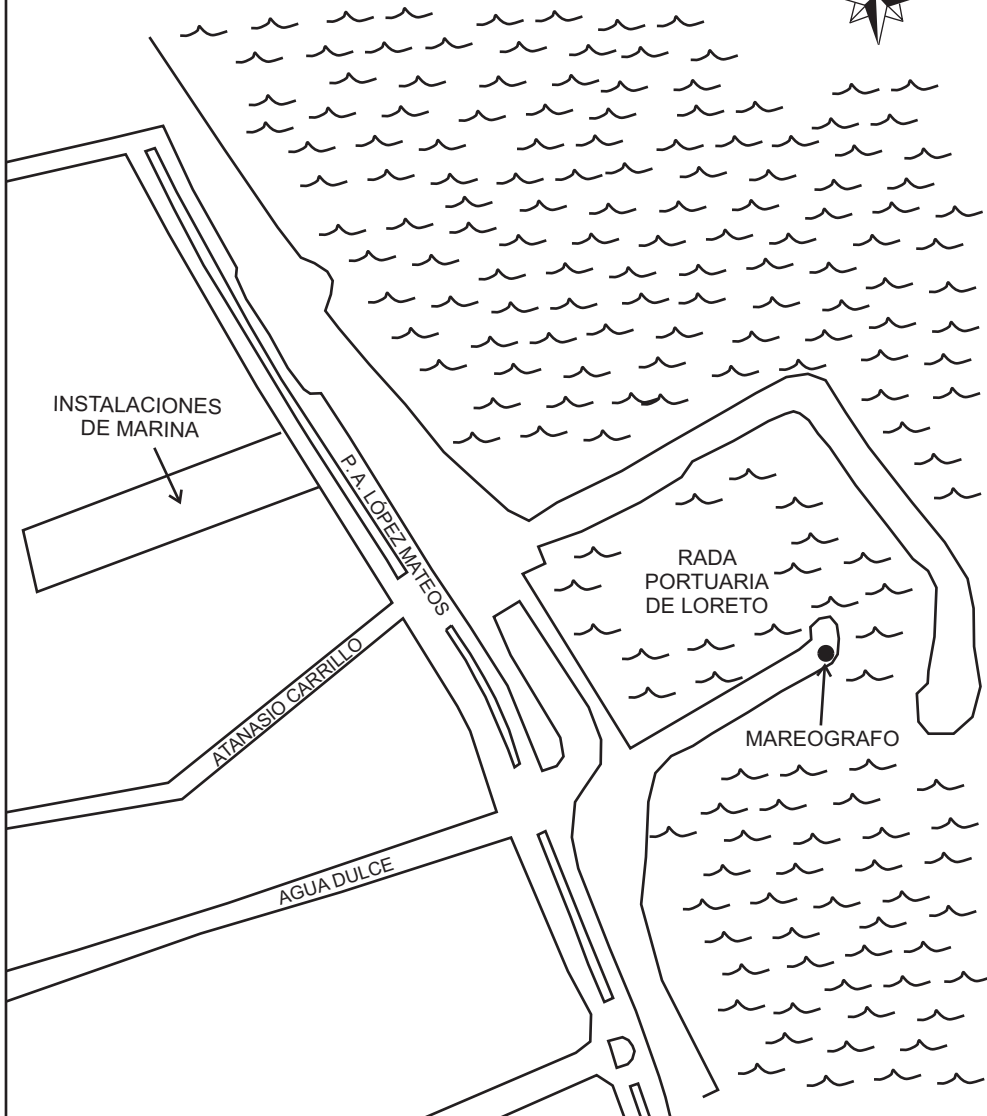 INSTALACIONES
DE MARINA
P. A. LÓPEZ MATEOS
RADA
PORTUARIA
DE LORETO
ATANASIO CARRILLO
MAREOGRAFO
AGUA DULCE